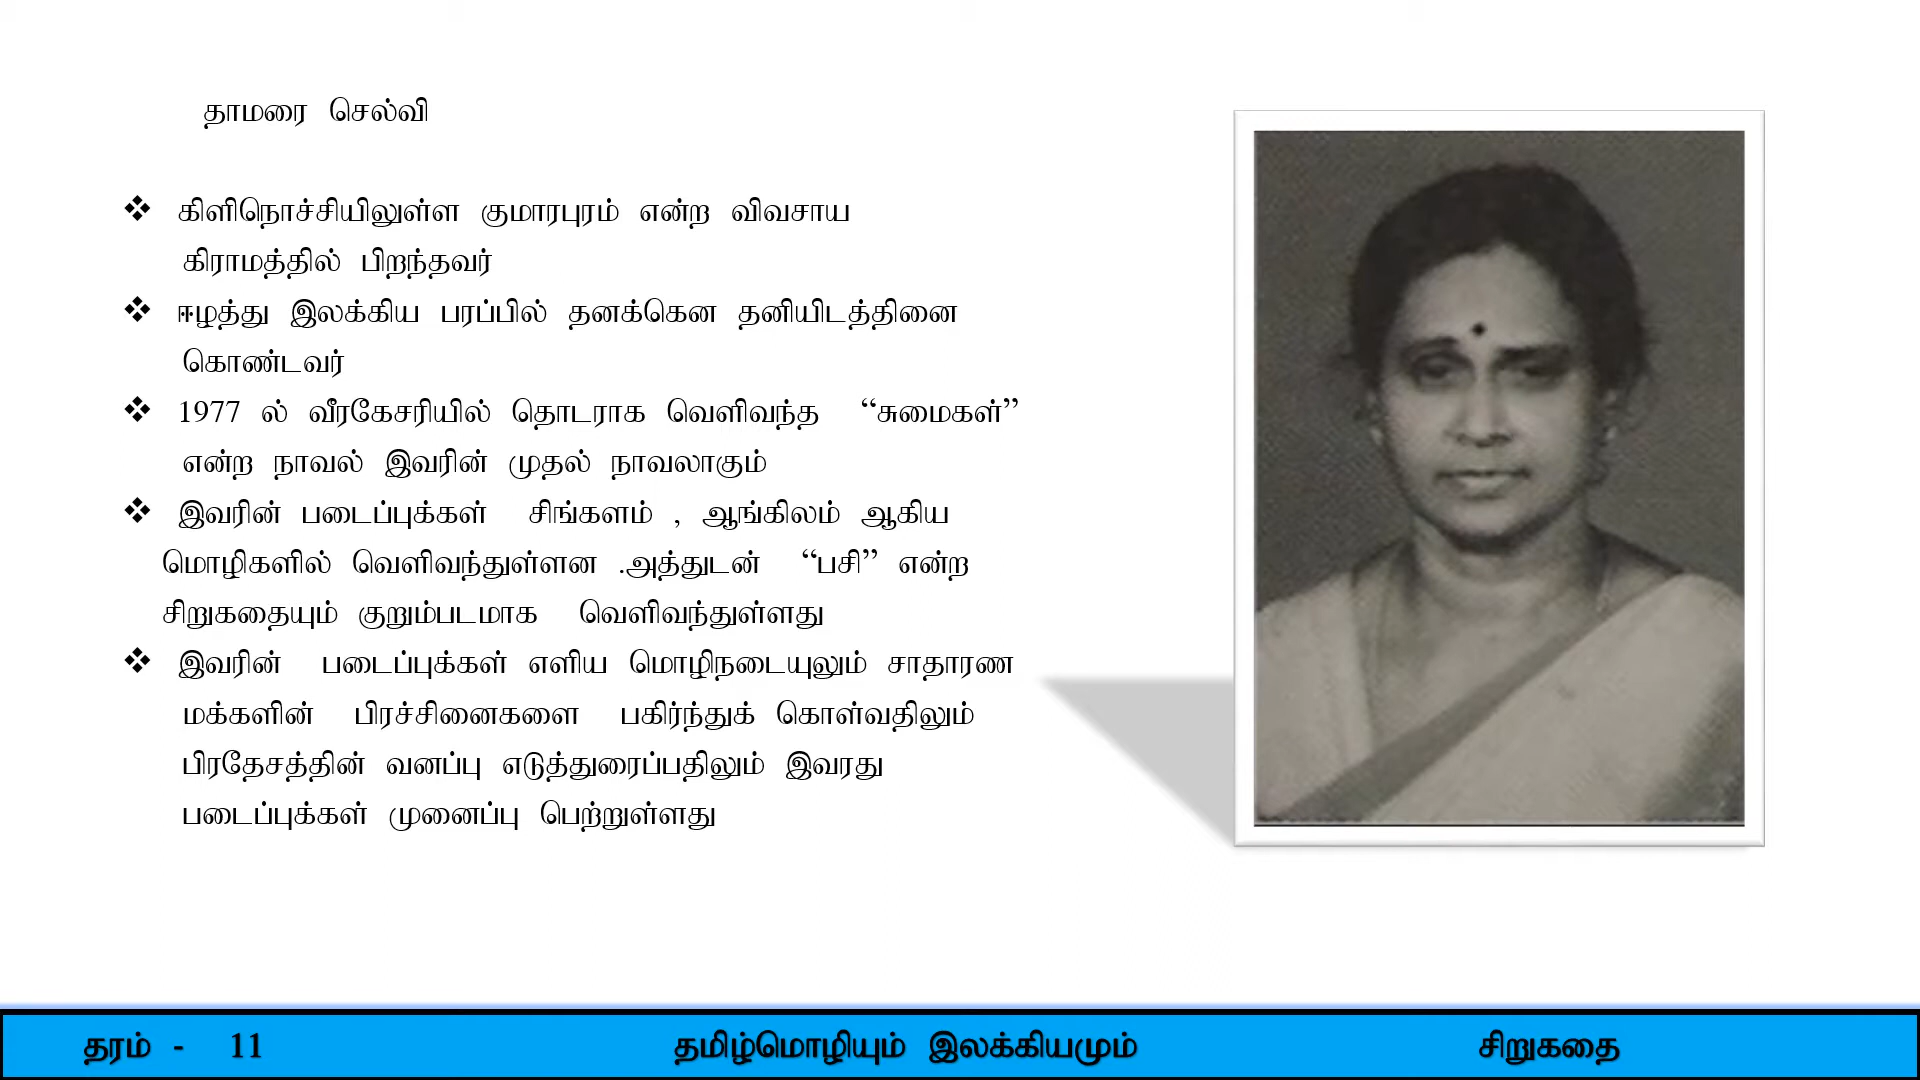 தாமரை செல்வி
❖ கிளிநொச்சியிலுள்ள குமாரபுரம் என்ற விவசாய
கிராமத்தில் பிறந்தவர்
❖ ஈழத்து இலக்கிய பரப்பில் தனக்கென தனியிடத்தினை
கொண்டவர்
❖ 1977 ல் வீரகேசரியில் தொடராக வெளிவந்த “சுமைகள்”
என்ற நாவல் இவரின் முதல் நாவலாகும்
❖ இவரின் படைப்புக்கள் சிங்களம் , ஆங்கிலம் ஆகிய
மொழிகளில் வெளிவந்துள்ளன .அத்துடன் “பசி” என்ற
சிறுகதையும் குறும்படமாக வெளிவந்துள்ளது
❖ இவரின் படைப்புக்கள் எளிய மொழிநடையுலும் சாதாரண
மக்களின் பிரச்சினைகளை பகிர்ந்துக் கொள்வதிலும்
பிரதேசத்தின் வனப்பு எடுத்துரைப்பதிலும் இவரது
படைப்புக்கள் முனைப்பு பெற்றுள்ளது
தரம் - 11 தமிழ்மொழியும் இலக்கியமும் சிறுகதை